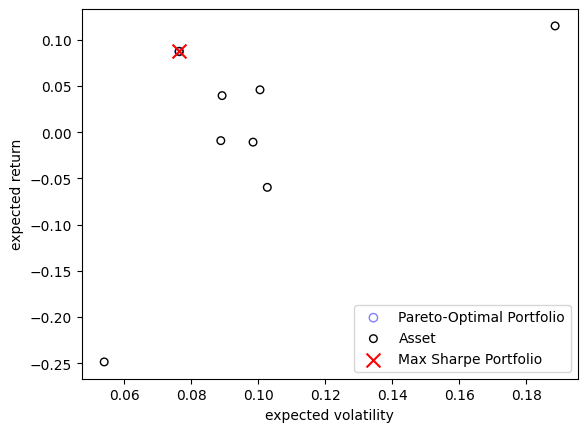 0.10
0.05
0.00
−0.05
−0.10
−0.15
−0.20
−0.25
expected return
0.06 0.08 0.10 0.12 0.14 0.16 0.18
expected volatility
Pareto-Optimal Portfolio
Asset
Max Sharpe Portfolio